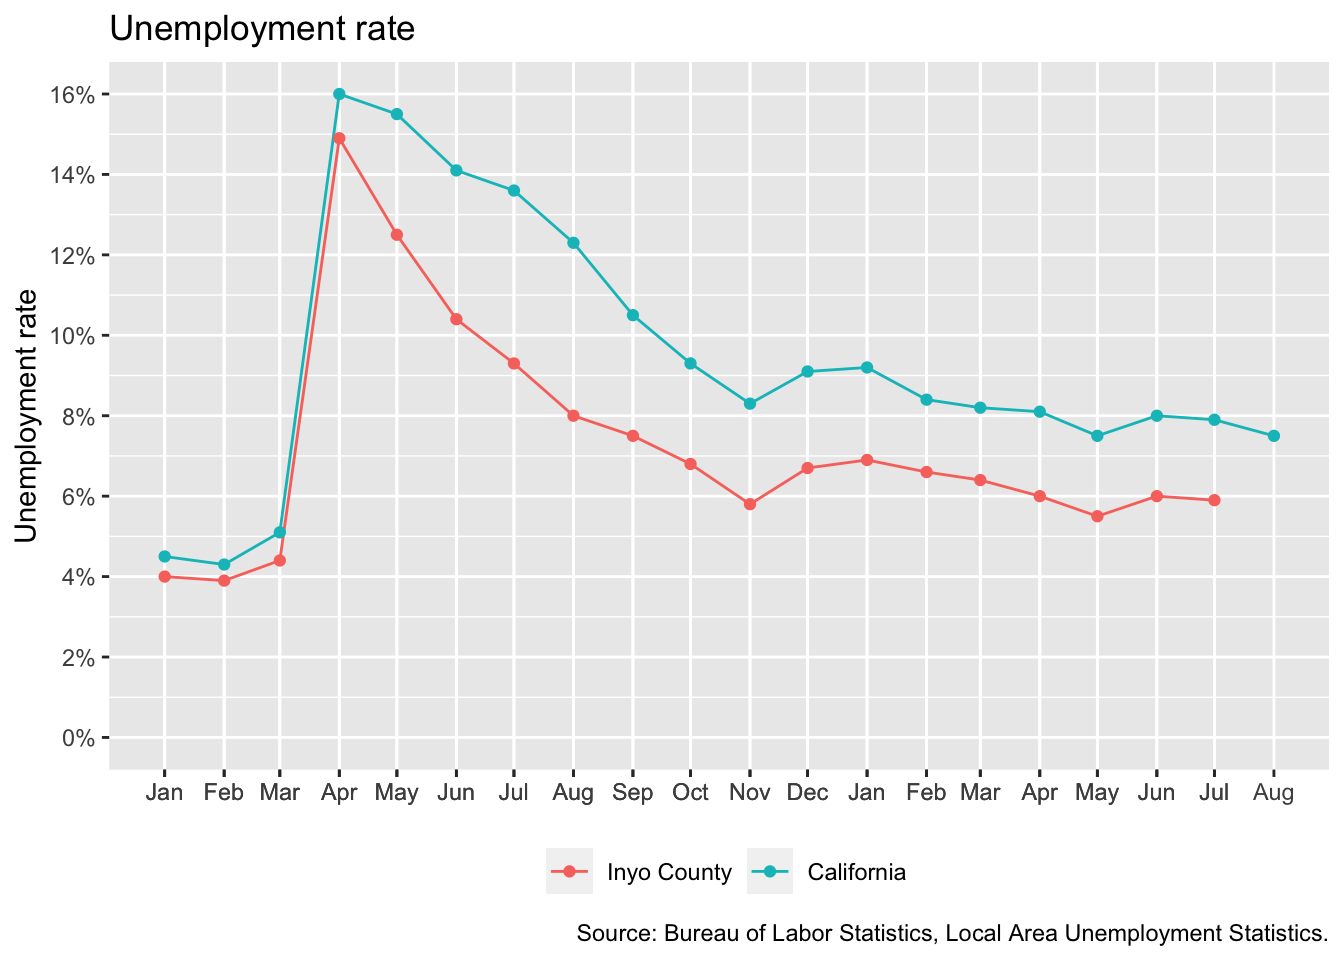 Unemployment rate
Unemployment rate
16%
14%
12%
10%
8%
6%
4%
2%
0%
Jan Feb Mar Apr May Jun Jul Aug Sep Oct Nov Dec Jan Feb Mar Apr May Jun Jul Aug
Inyo County California
Source: Bureau of Labor Statistics, Local Area Unemployment Statistics.